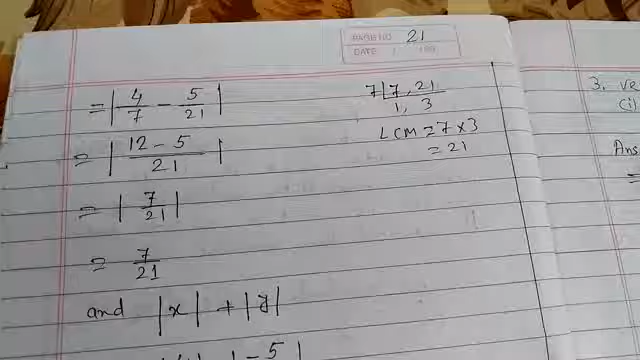 PAGE NO. 21
DATE
= |4/7 - 5/21|
7 | 7, 21
1, 3
LCM = 7 × 3
= 21
= |12 - 5 / 21|
= |7/21|
= 7/21
and |x| + |y|
- 5 |
3. ve
(i)
Ans
=